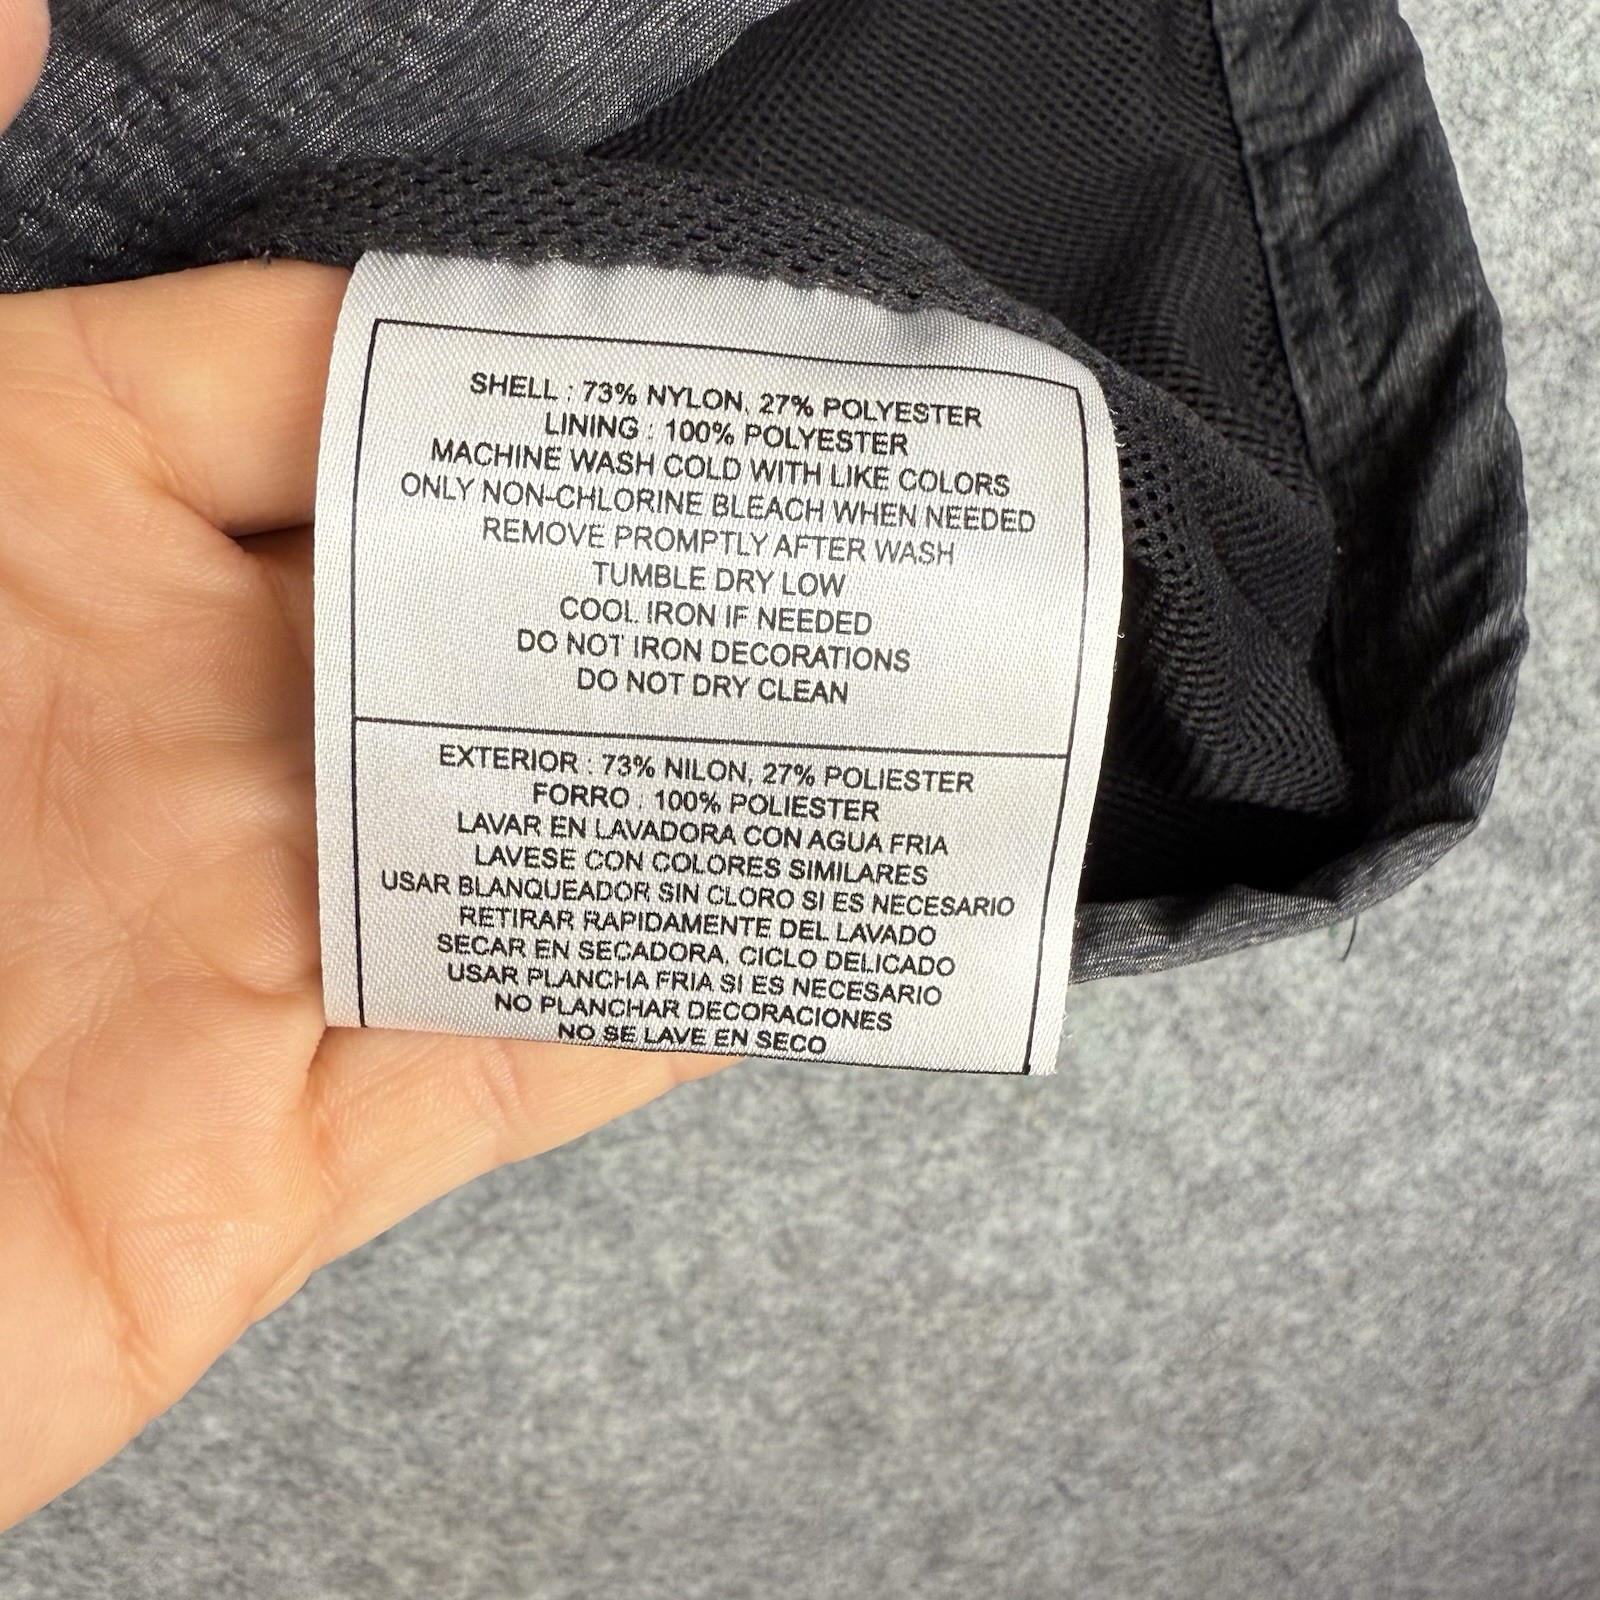 SHELL : 73% NYLON, 27% POLYESTER
LINING : 100% POLYESTER
MACHINE WASH COLD WITH LIKE COLORS
ONLY NON-CHLORINE BLEACH WHEN NEEDED
REMOVE PROMPTLY AFTER WASH
TUMBLE DRY LOW
COOL IRON IF NEEDED
DO NOT IRON DECORATIONS
DO NOT DRY CLEAN
EXTERIOR : 73% NILON, 27% POLIESTER
FORRO : 100% POLIESTER
LAVAR EN LAVADORA CON AGUA FRIA
LAVESE CON COLORES SIMILARES
USAR BLANQUEADOR SIN CLORO SI ES NECESARIO
RETIRAR RAPIDAMENTE DEL LAVADO
SECAR EN SECADORA, CICLO DELICADO
USAR PLANCHA FRIA SI ES NECESARIO
NO PLANCHAR DECORACIONES
NO SE LAVE EN SECO